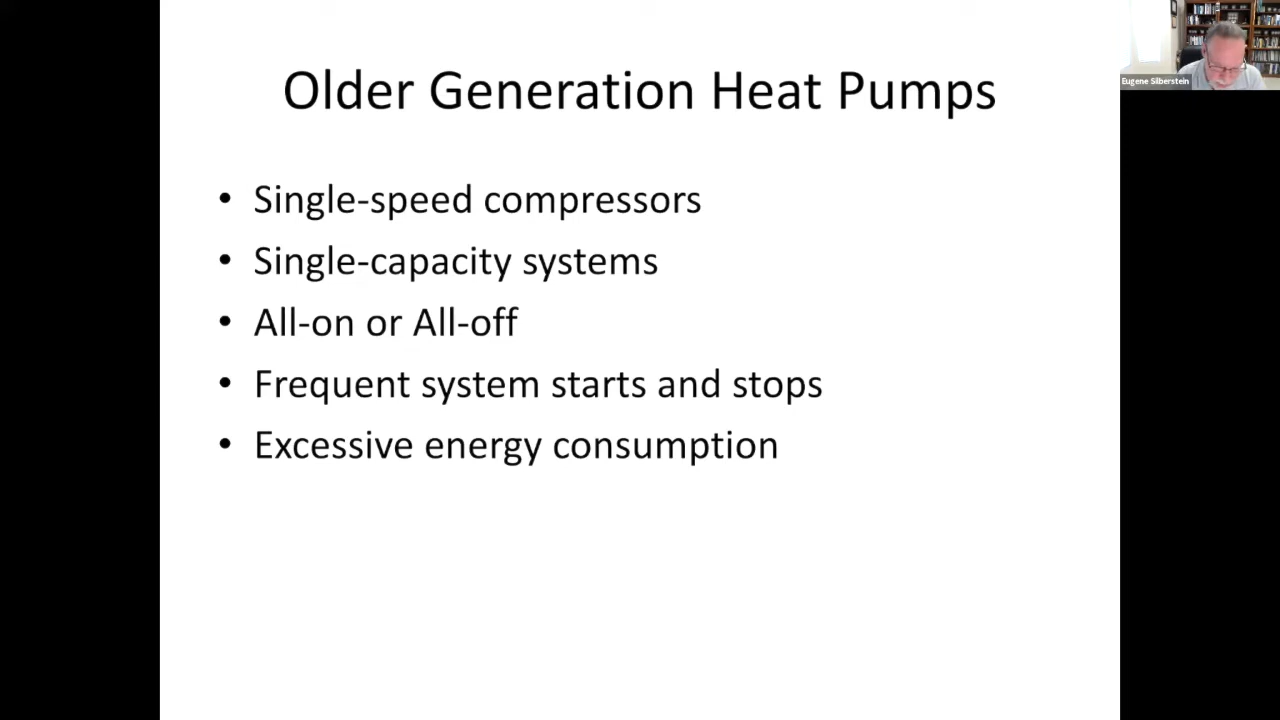 Older Generation Heat Pumps
• Single-speed compressors
• Single-capacity systems
• All-on or All-off
• Frequent system starts and stops
• Excessive energy consumption
Eugene Silberstein